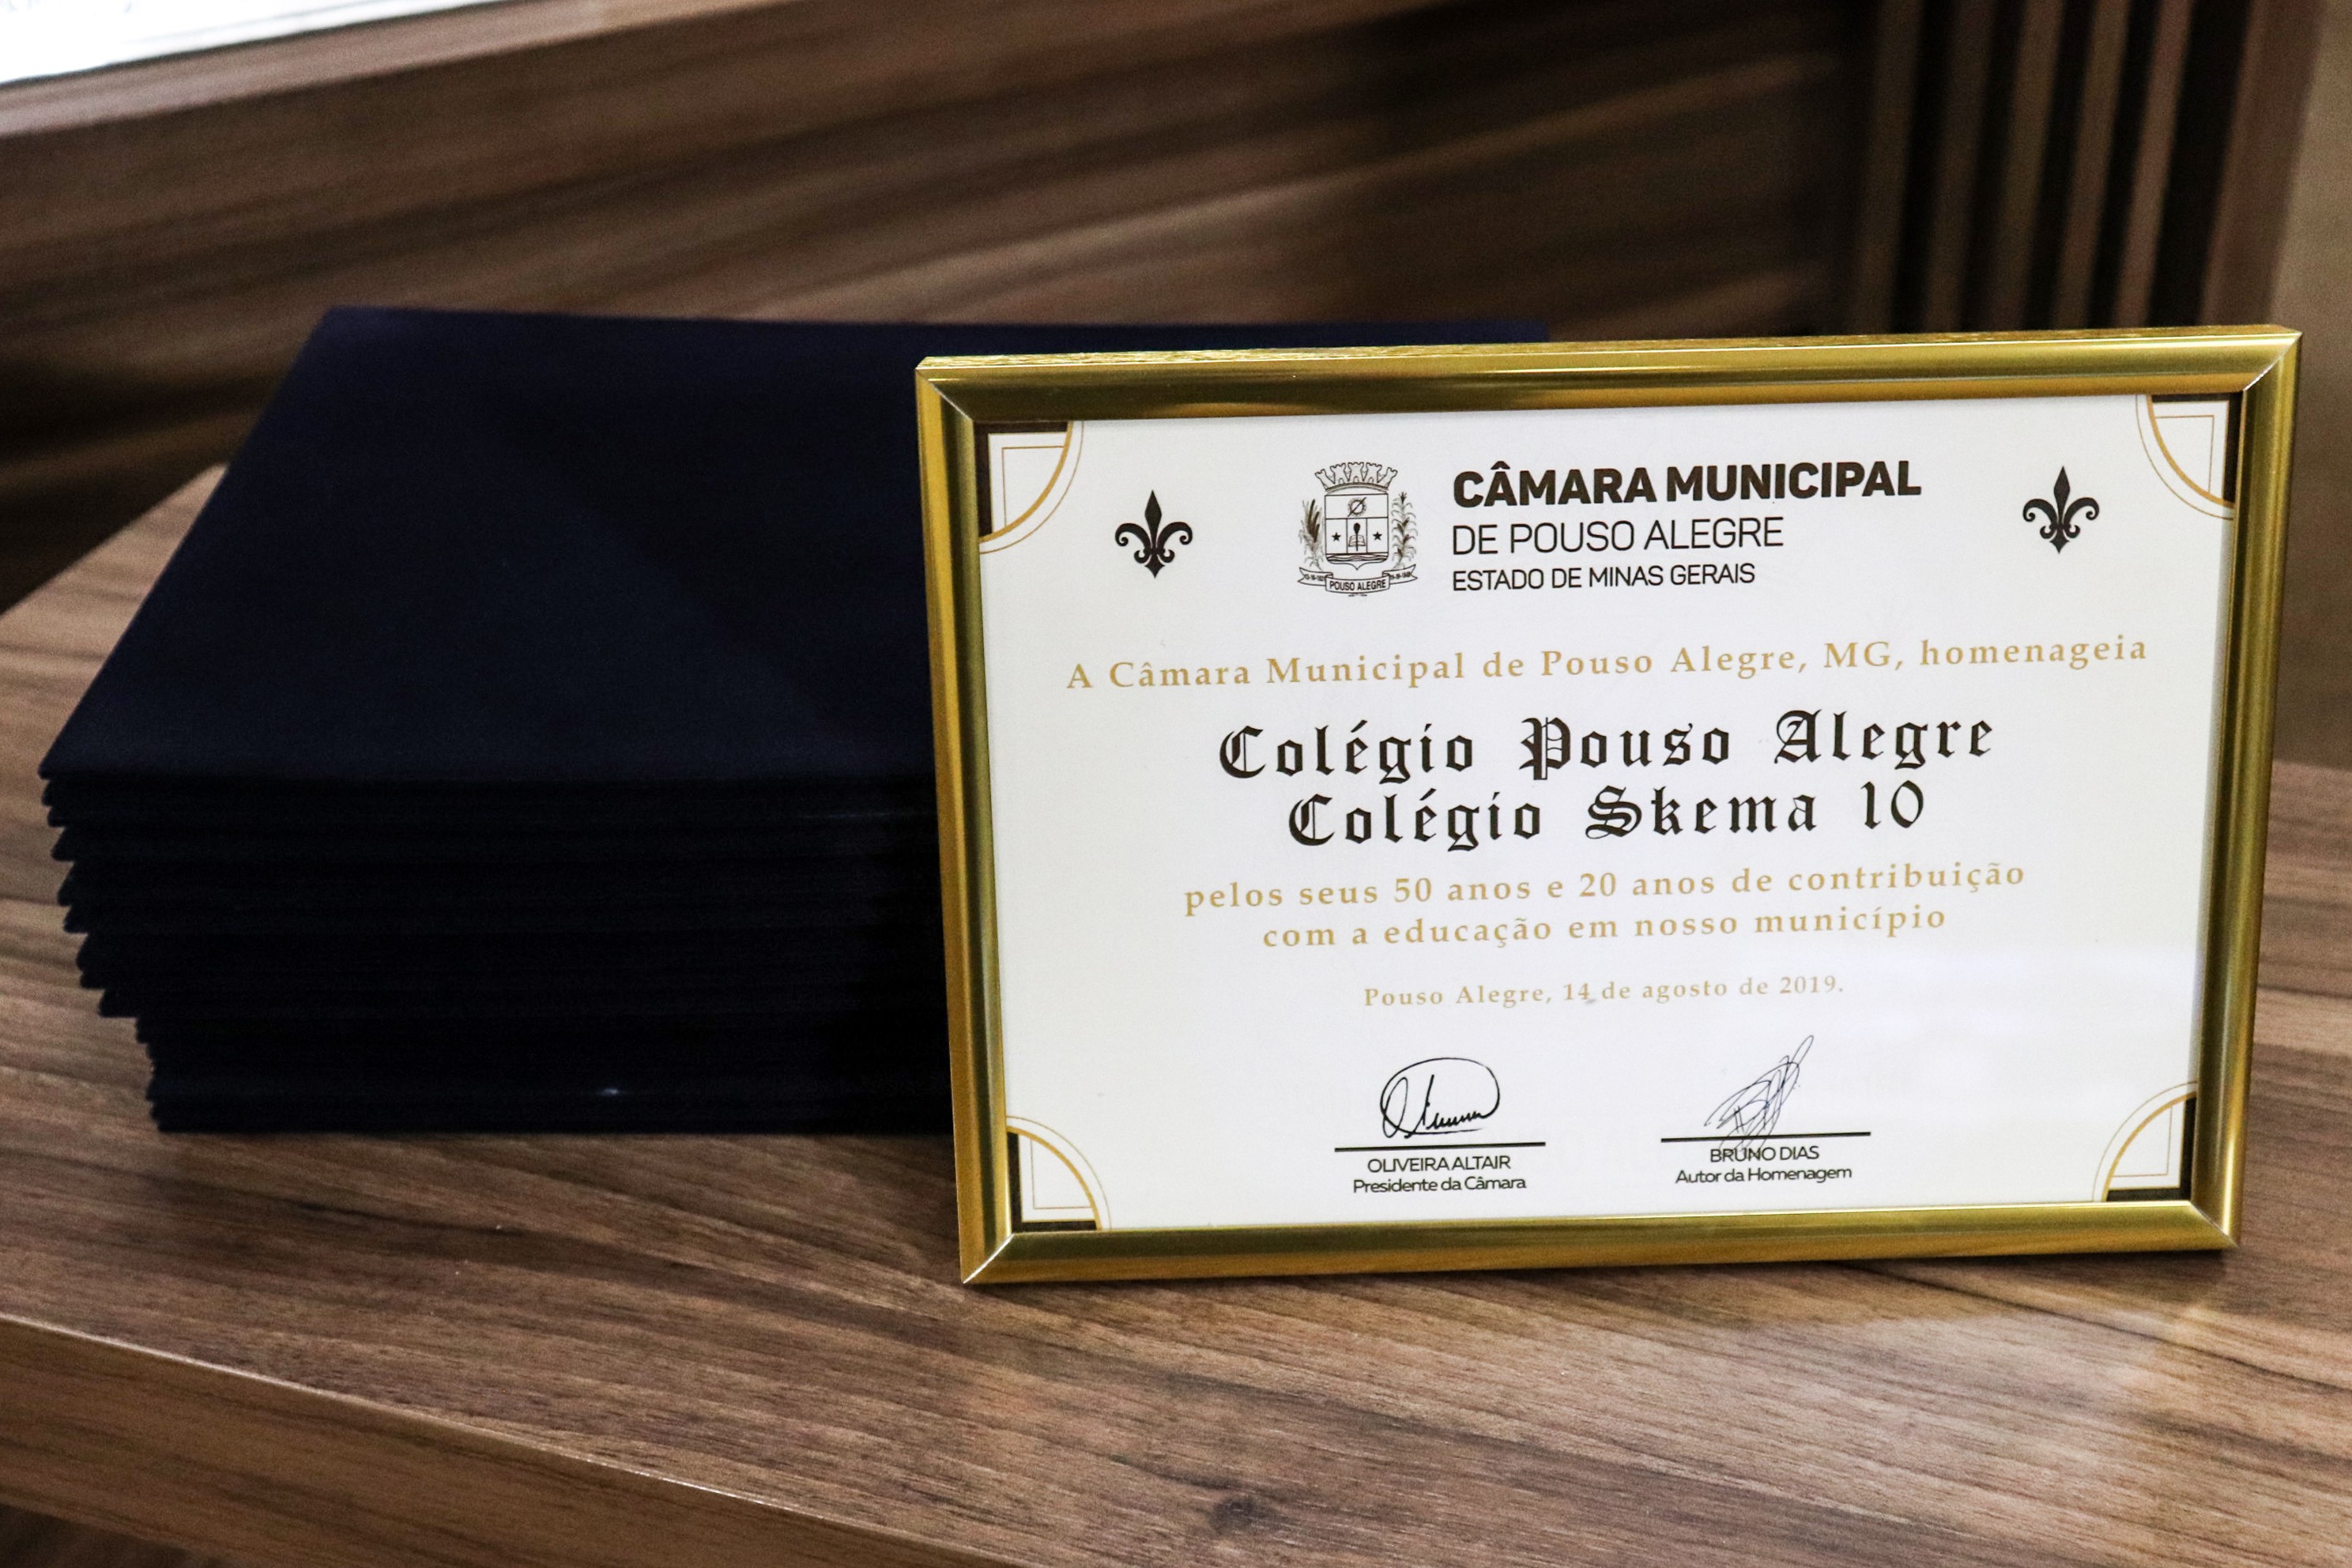 CÂMARA MUNICIPAL
DE POUSO ALEGRE
ESTADO DE MINAS GERAIS
POUSO ALEGRE
A Câmara Municipal de Pouso Alegre, MG, homenageia
Colégio Pouso Alegre
Colégio Skema 10
pelos seus 50 anos e 20 anos de contribuição
com a educação em nosso município
Pouso Alegre, 14 de agosto de 2019.
OLIVEIRA ALTAIR
Presidente da Câmara
BRUNO DIAS
Autor da Homenagem